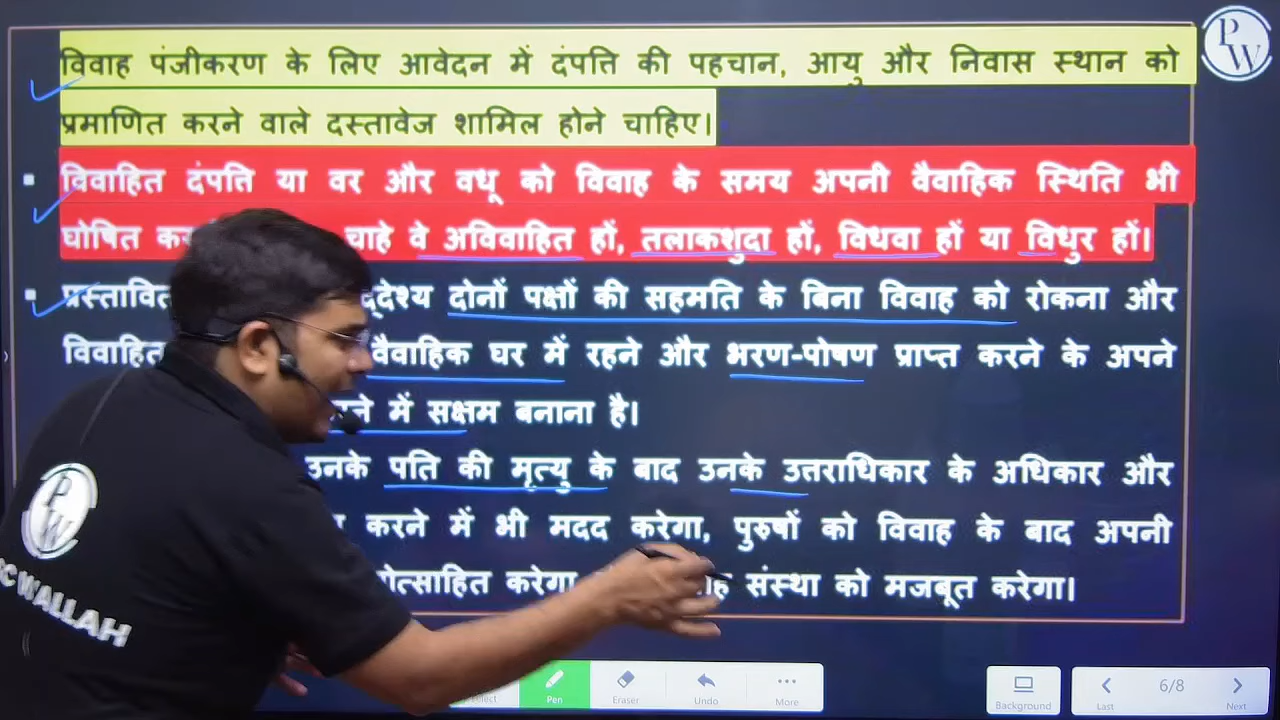 विवाह पंजीकरण के लिए आवेदन में दंपति की पहचान, आयु और निवास स्थान को
प्रमाणित करने वाले दस्तावेज शामिल होने चाहिए।
विवाहित दंपति या वर और वधू को विवाह के समय अपनी वैवाहिक स्थिति भी
घोषित चाहे वे अविवाहित हों, तलाकशुदा हों, विधवा हों या विधुर हों।
दोनों पक्षों की सहमति के बिना विवाह को रोकना और
विवाहित वैवाहिक घर में रहने और भरण-पोषण प्राप्त करने के अपने
में सक्षम बनाना है।
उनके पति की मृत्यु के बाद उनके उत्तराधिकार के अधिकार और
करने में भी मदद करेगा, पुरुषों को विवाह के बाद अपनी
करेगा संस्था को मजबूत करेगा।
PW
PW
WALLAH
Pen
Eraser
Undo
More
Background
Last
6/8
Next